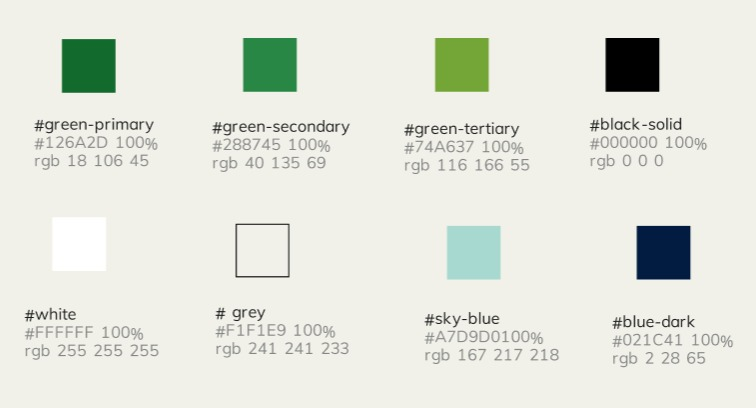 #green-primary
#126A2D 100%
rgb 18 106 45
#green-secondary
#288745 100%
rgb 40 135 69
#green-tertiary
#74A637 100%
rgb 116 166 55
#black-solid
#000000 100%
rgb 0 0 0
#white
#FFFFFF 100%
rgb 255 255 255
# grey
#F1F1E9 100%
rgb 241 241 233
#sky-blue
#A7D9D0100%
rgb 167 217 218
#blue-dark
#021C41 100%
rgb 2 28 65